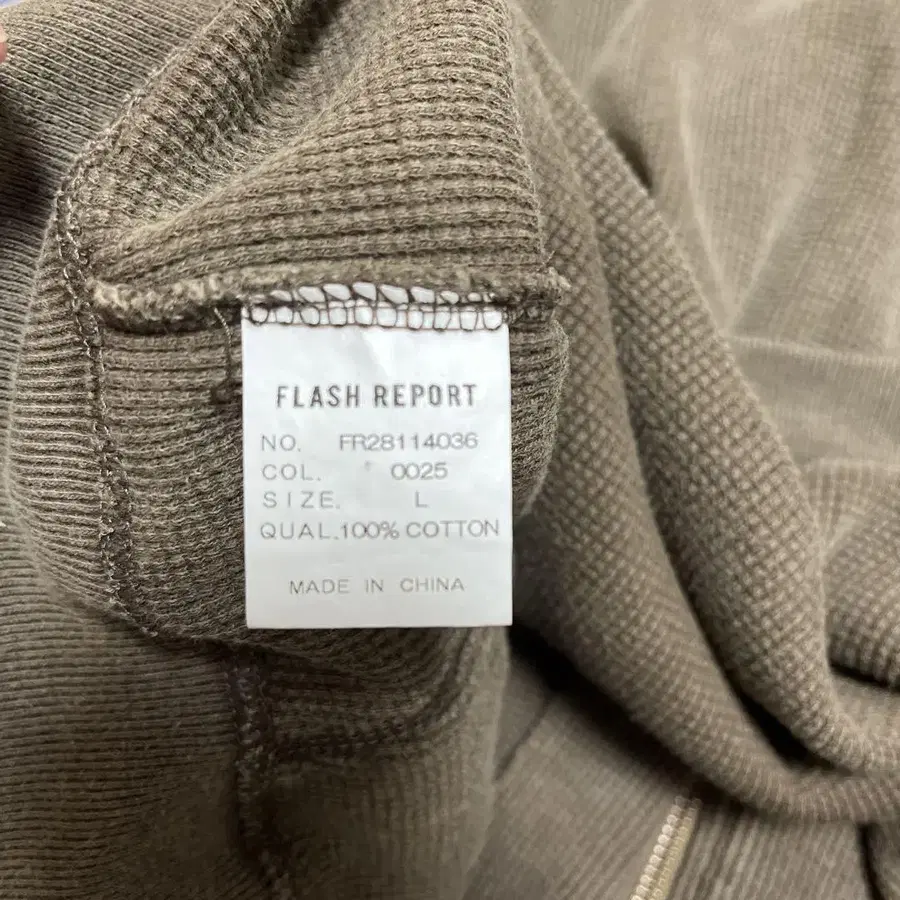 FLASH REPORT
NO. FR28114036
COL. 0025
SIZE. L
QUAL.100% COTTON
MADE IN CHINA